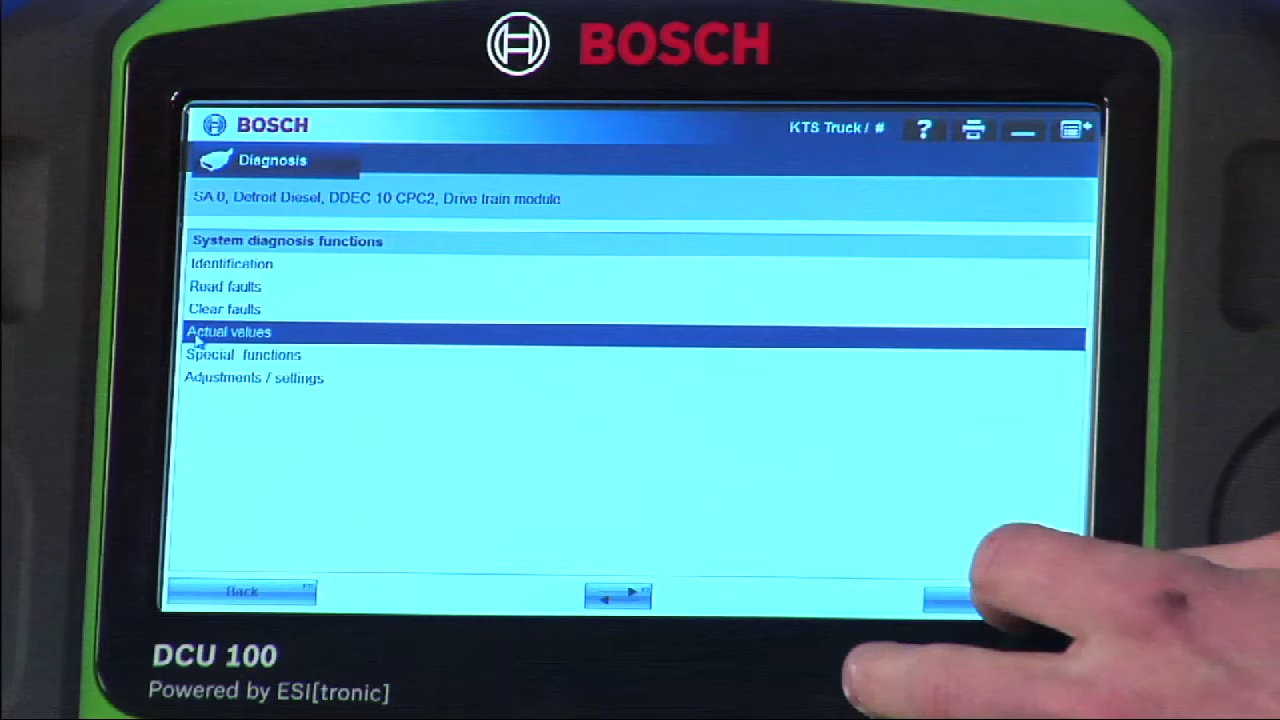 BOSCH
BOSCH
KTS Truck / #
?
Diagnosis
SA 0, Detroit Diesel, DDEC 10 CPC2, Drive train module
System diagnosis functions
Identification
Read faults
Clear faults
Actual values
Special functions
Adjustments / settings
Back
DCU 100
Powered by ESI[tronic]